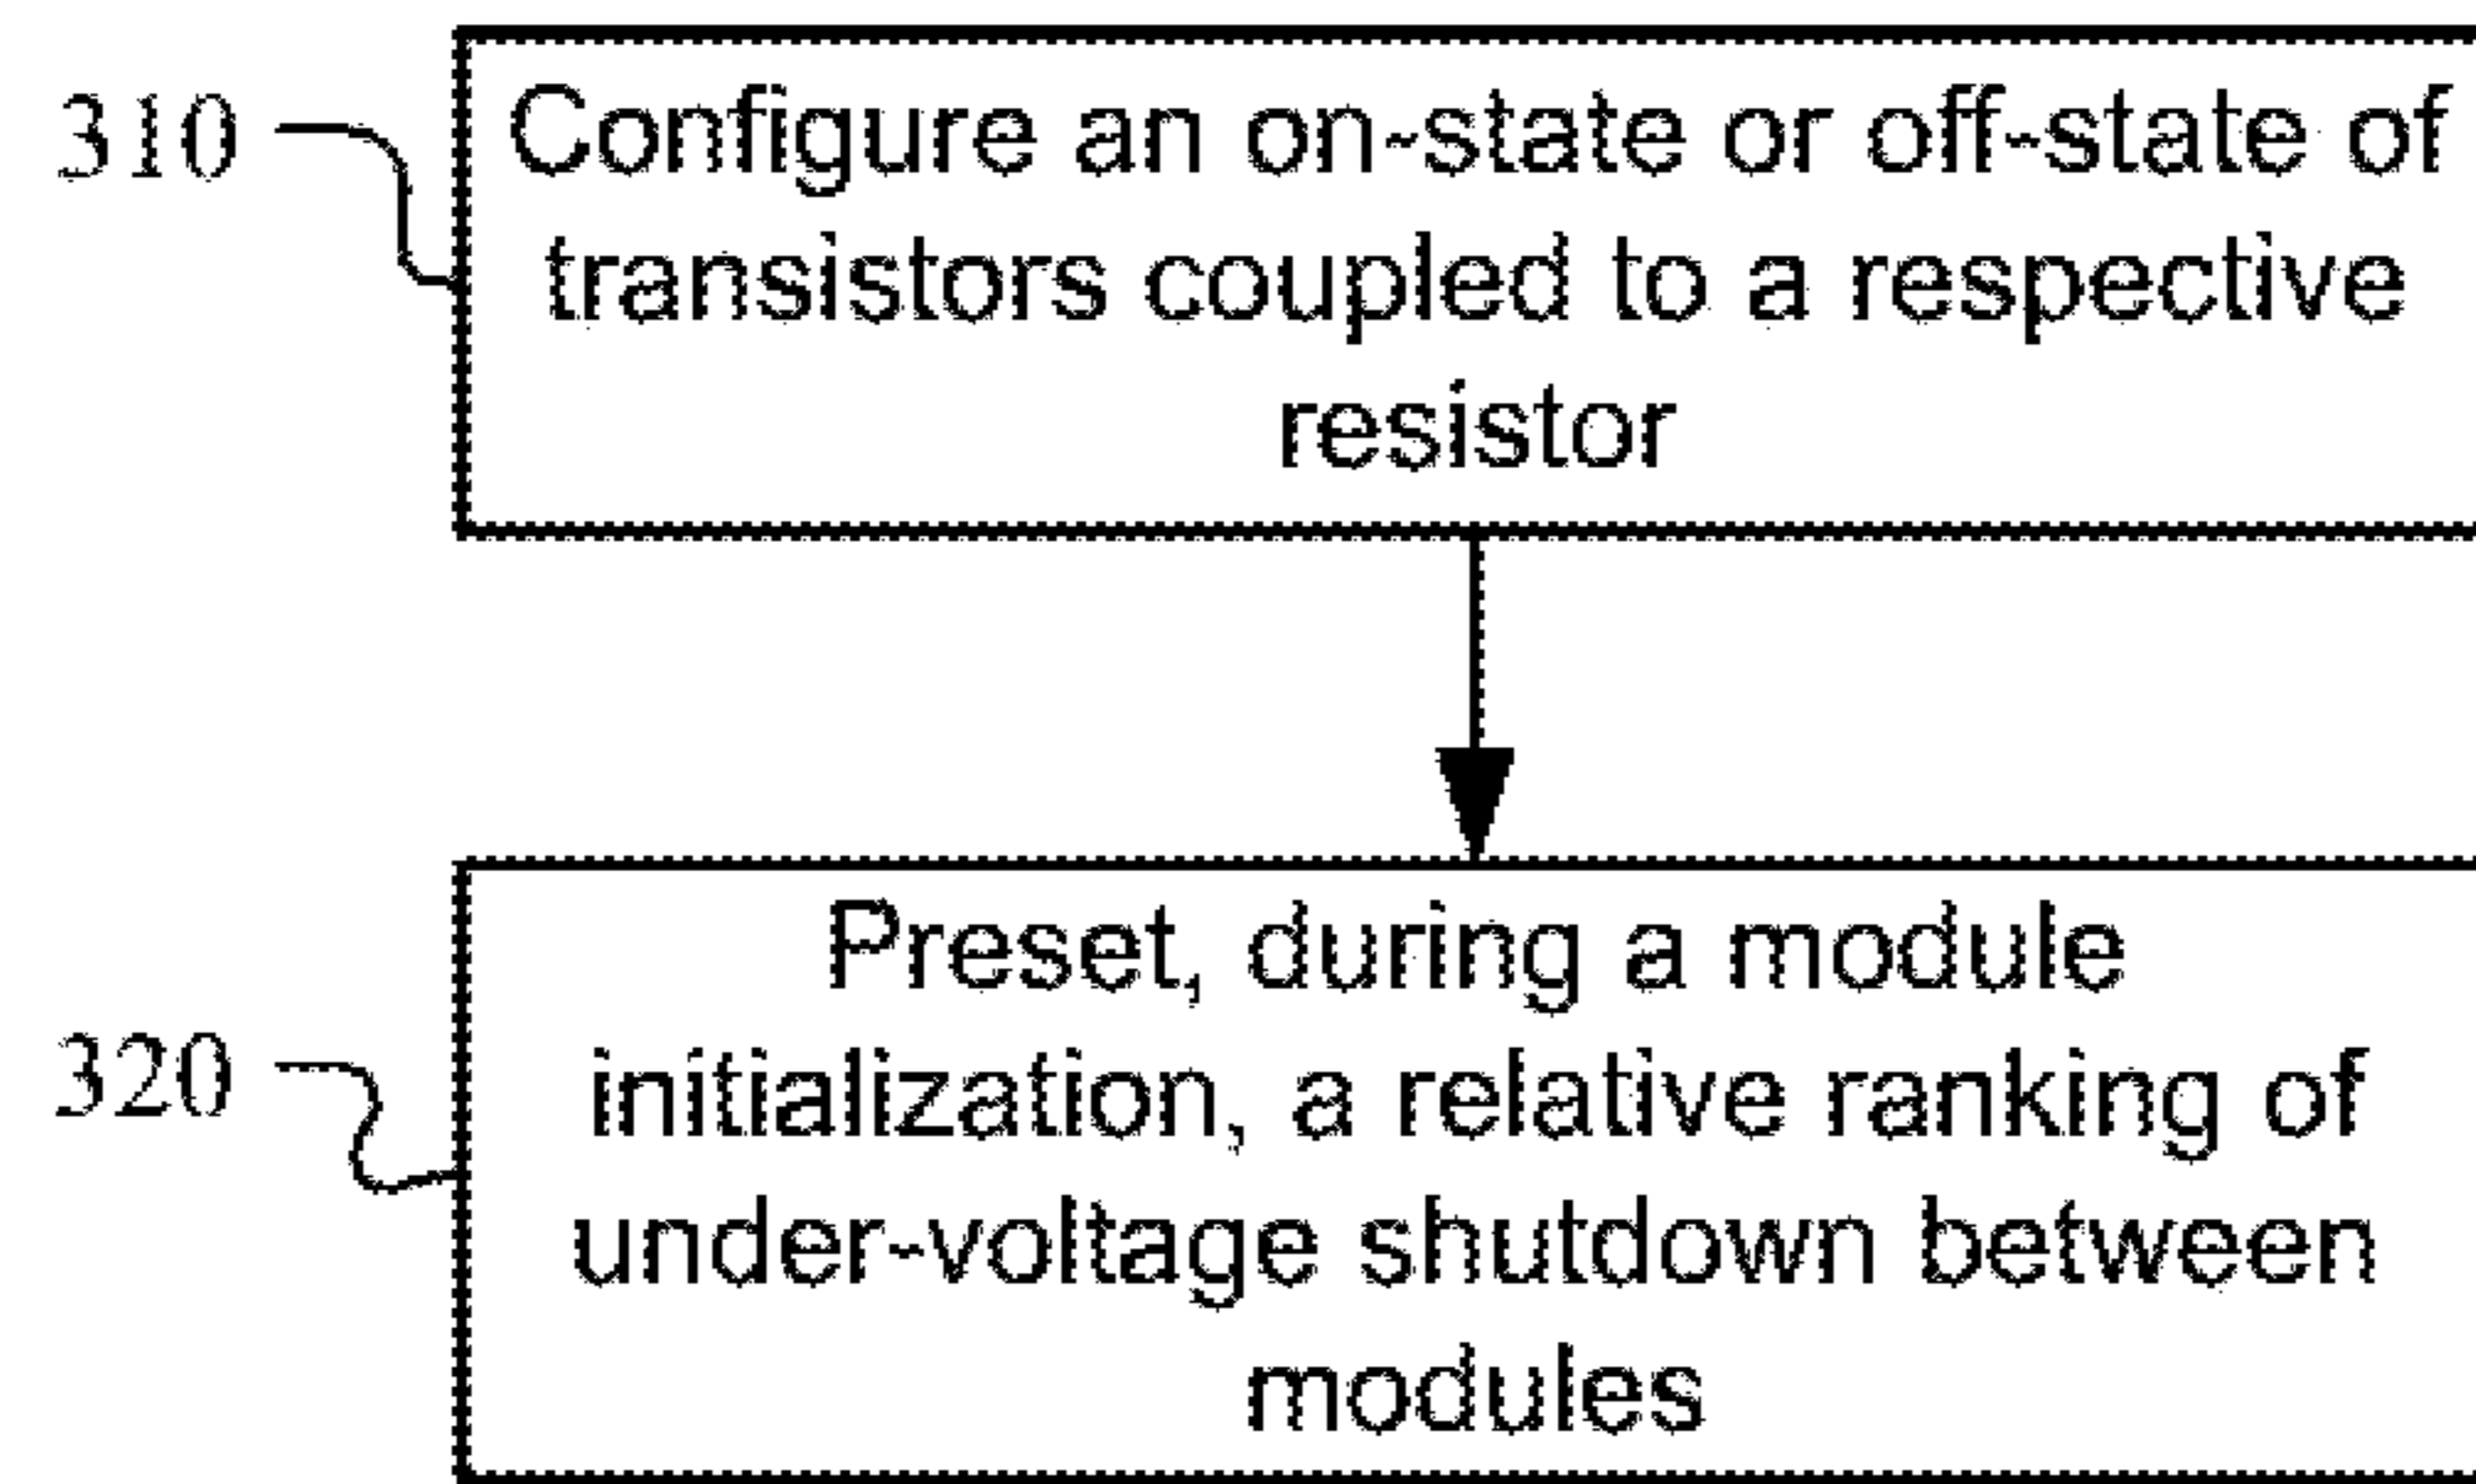 310
Configure an on-state or off-state of
transistors coupled to a respective
resistor
320
Preset, during a module
initialization, a relative ranking of
under-voltage shutdown between
modules